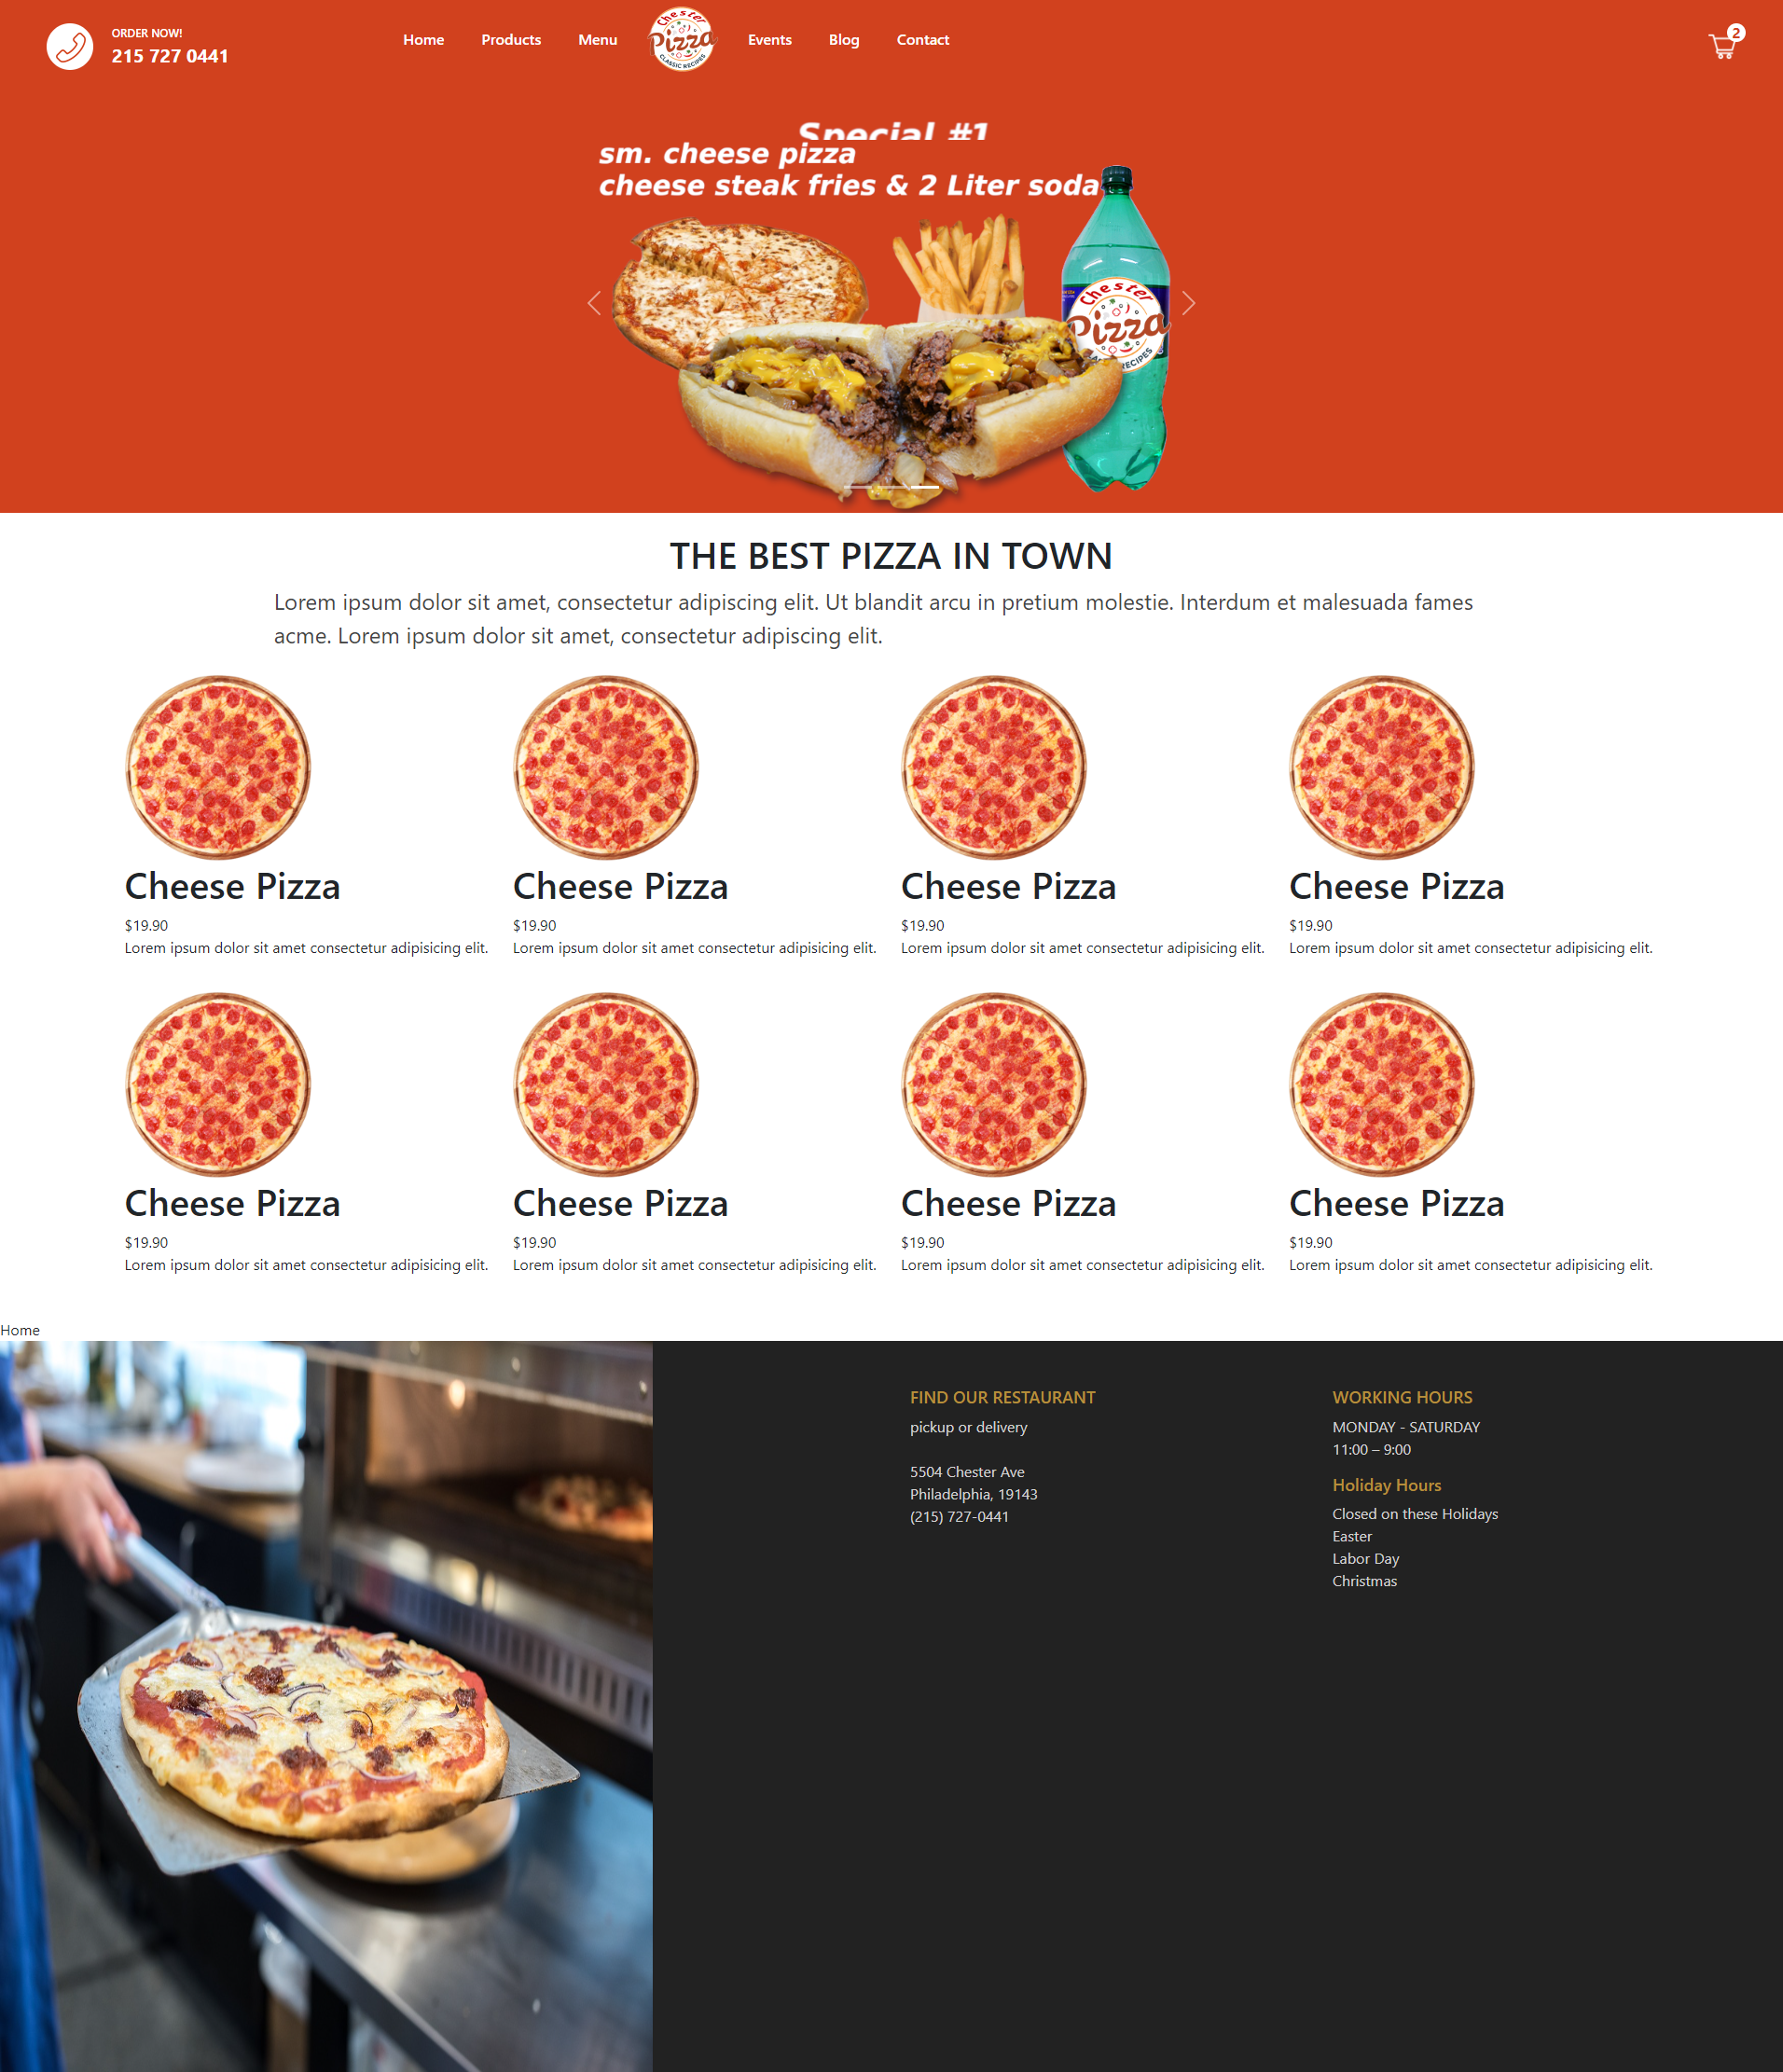 ORDER NOW!
215 727 0441
Home
Products
Menu
Chester
Pizza
CLASSIC RECIPES
Events
Blog
Contact
2
Special #1
sm. cheese pizza
cheese steak fries & 2 Liter soda
Chester
Pizza
RECIPES
THE BEST PIZZA IN TOWN
Lorem ipsum dolor sit amet, consectetur adipiscing elit. Ut blandit arcu in pretium molestie. Interdum et malesuada fames
acme. Lorem ipsum dolor sit amet, consectetur adipiscing elit.
Cheese Pizza
$19.90
Lorem ipsum dolor sit amet consectetur adipisicing elit.
Cheese Pizza
$19.90
Lorem ipsum dolor sit amet consectetur adipisicing elit.
Cheese Pizza
$19.90
Lorem ipsum dolor sit amet consectetur adipisicing elit.
Cheese Pizza
$19.90
Lorem ipsum dolor sit amet consectetur adipisicing elit.
Cheese Pizza
$19.90
Lorem ipsum dolor sit amet consectetur adipisicing elit.
Cheese Pizza
$19.90
Lorem ipsum dolor sit amet consectetur adipisicing elit.
Cheese Pizza
$19.90
Lorem ipsum dolor sit amet consectetur adipisicing elit.
Cheese Pizza
$19.90
Lorem ipsum dolor sit amet consectetur adipisicing elit.
Home
FIND OUR RESTAURANT
pickup or delivery
5504 Chester Ave
Philadelphia, 19143
(215) 727-0441
WORKING HOURS
MONDAY - SATURDAY
11:00 – 9:00
Holiday Hours
Closed on these Holidays
Easter
Labor Day
Christmas